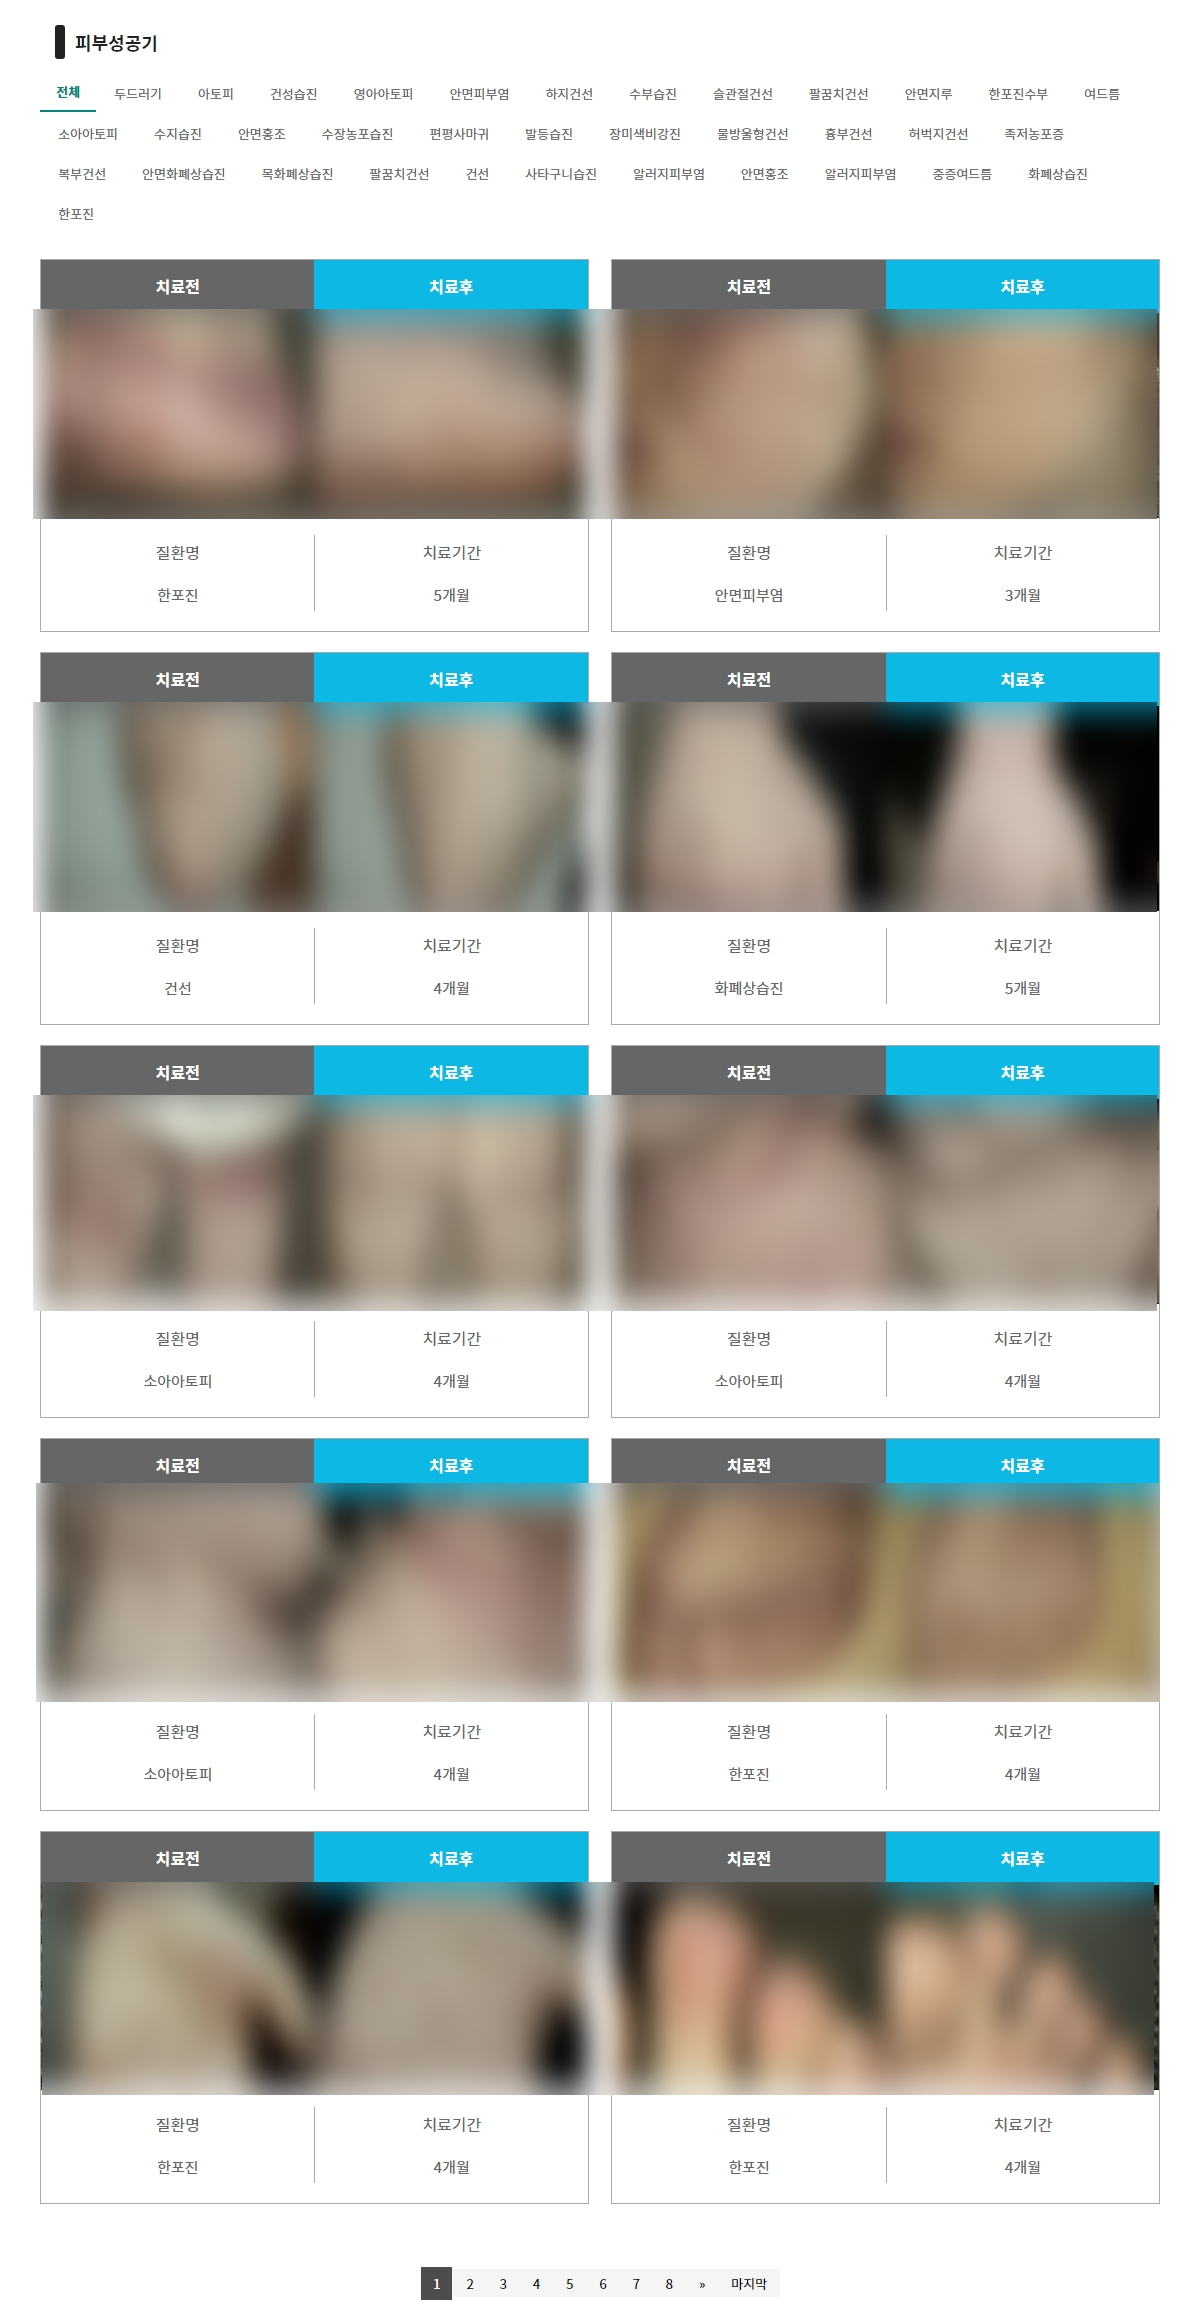 피부성공기
전체 두드러기 아토피 건성습진 영아아토피 안면피부염 하지건선 수부습진 슬관절건선 팔꿈치건선 안면지루 한포진수부 여드름
소아아토피 수지습진 안면홍조 수장농포습진 편평사마귀 발등습진 장미색비강진 물방울형건선 흉부건선 허벅지건선 족저농포증
복부건선 안면화폐상습진 목화폐상습진 팔꿈치건선 건선 사타구니습진 알러지피부염 안면홍조 알러지피부염 중증여드름 화폐상습진
한포진
치료전 치료후 치료전 치료후
질환명 치료기간 질환명 치료기간
한포진 5개월 안면피부염 3개월
치료전 치료후 치료전 치료후
질환명 치료기간 질환명 치료기간
건선 4개월 화폐상습진 5개월
치료전 치료후 치료전 치료후
질환명 치료기간 질환명 치료기간
소아아토피 4개월 소아아토피 4개월
치료전 치료후 치료전 치료후
질환명 치료기간 질환명 치료기간
소아아토피 4개월 한포진 4개월
치료전 치료후 치료전 치료후
질환명 치료기간 질환명 치료기간
한포진 4개월 한포진 4개월
1 2 3 4 5 6 7 8 » 마지막